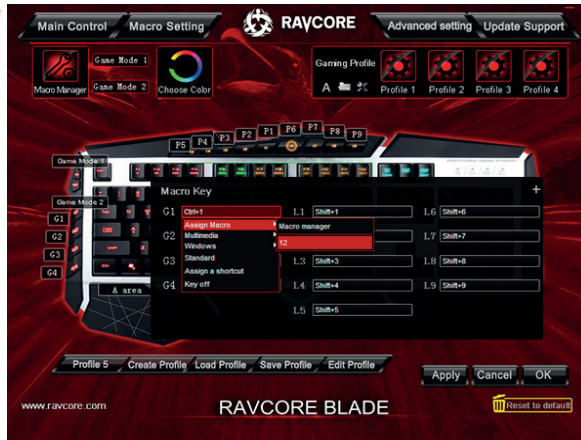 Main Control
Macro Setting
RAVCORE
Advanced setting
Update Support
Macro Manager
Game Mode 1
Game Mode 2
Choose Color
Gaming Profile
A
Profile 1
Profile 2
Profile 3
Profile 4
P5 P4 P3 P2 P1 P6 P7 P8 P9
Game Mode 1
Game Mode 2
G1
G2
G3
G4
A area
Macro Key
+
G1 Ctrl+1
L1 Shift+1
L6 Shift+6
Assign Macro
Macro manager
G2
Multimedia
12
L7 Shift+7
Windows
G3
Standard
L3 Shift+3
L8 Shift+8
Assign a shortcut
G4
Key off
L4 Shift+4
L9 Shift+9
L5 Shift+5
Profile 5
Create Profile
Load Profile
Save Profile
Edit Profile
Apply
Cancel
OK
www.ravcore.com
RAVCORE BLADE
Reset to default